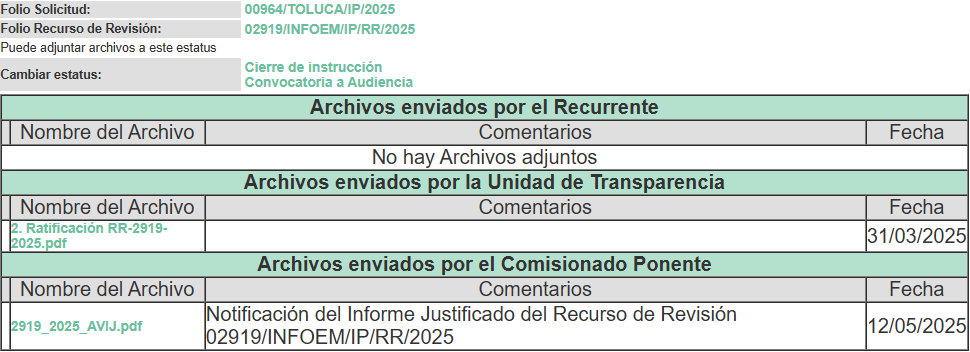 Folio Solicitud: 00964/TOLUCA/IP/2025
Folio Recurso de Revisión: 02919/INFOEM/IP/RR/2025
Puede adjuntar archivos a este estatus
Cambiar estatus: Cierre de instrucción
Convocatoria a Audiencia
Archivos enviados por el Recurrente
Nombre del Archivo Comentarios Fecha
No hay Archivos adjuntos
Archivos enviados por la Unidad de Transparencia
Nombre del Archivo Comentarios Fecha
2. Ratificación RR-2919-
2025.pdf 31/03/2025
Archivos enviados por el Comisionado Ponente
Nombre del Archivo Comentarios Fecha
2919_2025_AVIJ.pdf Notificación del Informe Justificado del Recurso de Revisión 12/05/2025
02919/INFOEM/IP/RR/2025